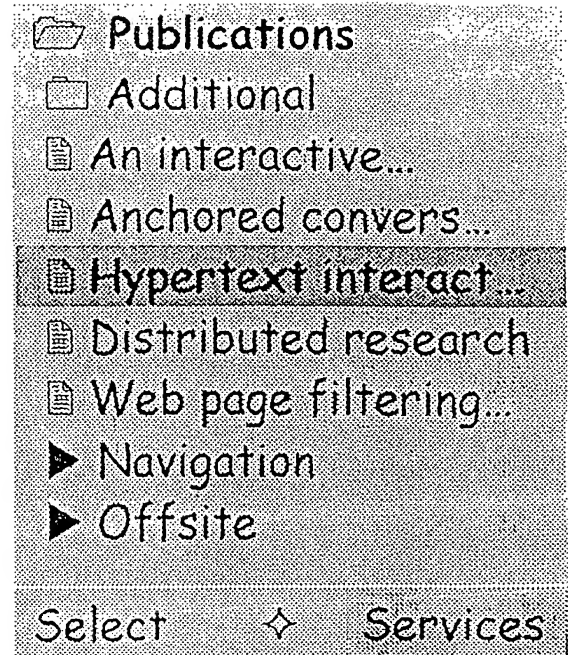 Publications
Additional
An interactive...
Anchored convers...
Hypertext interact...
Distributed research
Web page filtering...
Navigation
Offsite
Select Services